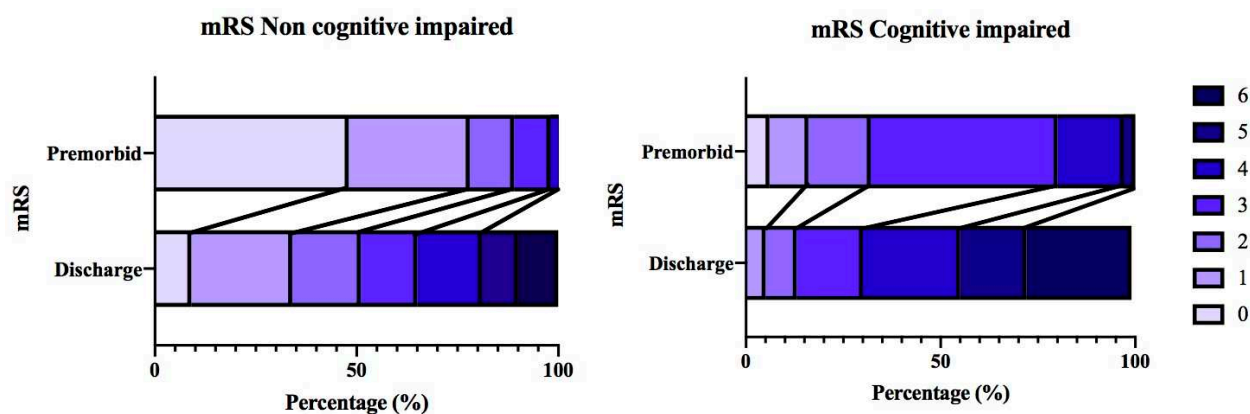 mRS Non cognitive impaired
mRS
Premorbid
Discharge
0
50
100
Percentage (%)
mRS Cognitive impaired
mRS
Premorbid
Discharge
0
50
100
Percentage (%)
6
5
4
3
2
1
0